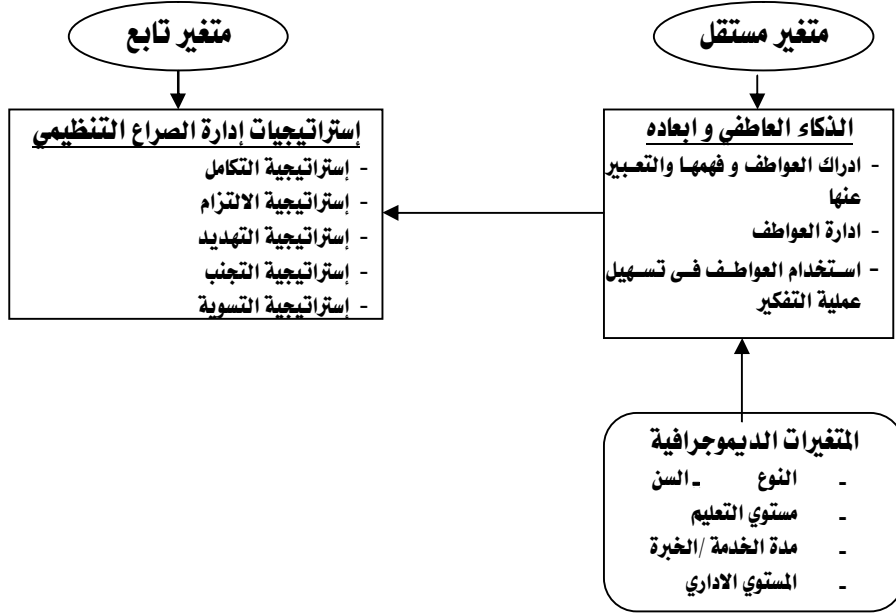 متغير مستقل
متغير تابع
الذكاء العاطفي و ابعاده
- ادراك العواطف و فهمها والتعبير
عنها
- ادارة العواطف
- استخدام العواطف فى تسهيل
عملية التفكير
إستراتيجيات إدارة الصراع التنظيمي
- إستراتيجية التكامل
- إستراتيجية الالتزام
- إستراتيجية التهديد
- إستراتيجية التجنب
- إستراتيجية التسوية
المتغيرات الديموجرافية
- النوع - السن
- مستوي التعليم
- مدة الخدمة /الخبرة
- المستوي الاداري